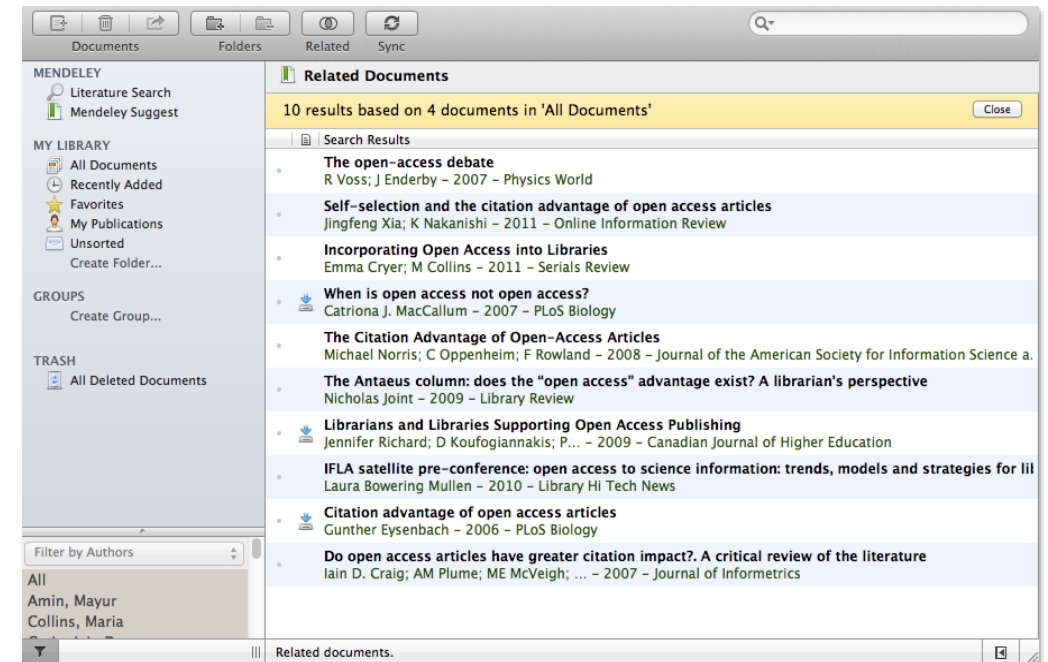 Documents
Folders
Related
Sync
MENDELEY
Literature Search
Mendeley Suggest
MY LIBRARY
All Documents
Recently Added
Favorites
My Publications
Unsorted
Create Folder...
GROUPS
Create Group...
TRASH
All Deleted Documents
Filter by Authors
All
Amin, Mayur
Collins, Maria
Related Documents
10 results based on 4 documents in 'All Documents'
Close
Search Results
The open-access debate
R Voss; J Enderby – 2007 – Physics World
Self-selection and the citation advantage of open access articles
Jingfeng Xia; K Nakanishi – 2011 – Online Information Review
Incorporating Open Access into Libraries
Emma Cryer; M Collins – 2011 – Serials Review
When is open access not open access?
Catriona J. MacCallum – 2007 – PLoS Biology
The Citation Advantage of Open-Access Articles
Michael Norris; C Oppenheim; F Rowland – 2008 – Journal of the American Society for Information Science a.
The Antaeus column: does the “open access” advantage exist? A librarian's perspective
Nicholas Joint – 2009 – Library Review
Librarians and Libraries Supporting Open Access Publishing
Jennifer Richard; D Koufogiannakis; P... – 2009 – Canadian Journal of Higher Education
IFLA satellite pre-conference: open access to science information: trends, models and strategies for lil
Laura Bowering Mullen – 2010 – Library Hi Tech News
Citation advantage of open access articles
Gunther Eysenbach – 2006 – PLoS Biology
Do open access articles have greater citation impact?. A critical review of the literature
Iain D. Craig; AM Plume; ME McVeigh; ... – 2007 – Journal of Informetrics
Related documents.